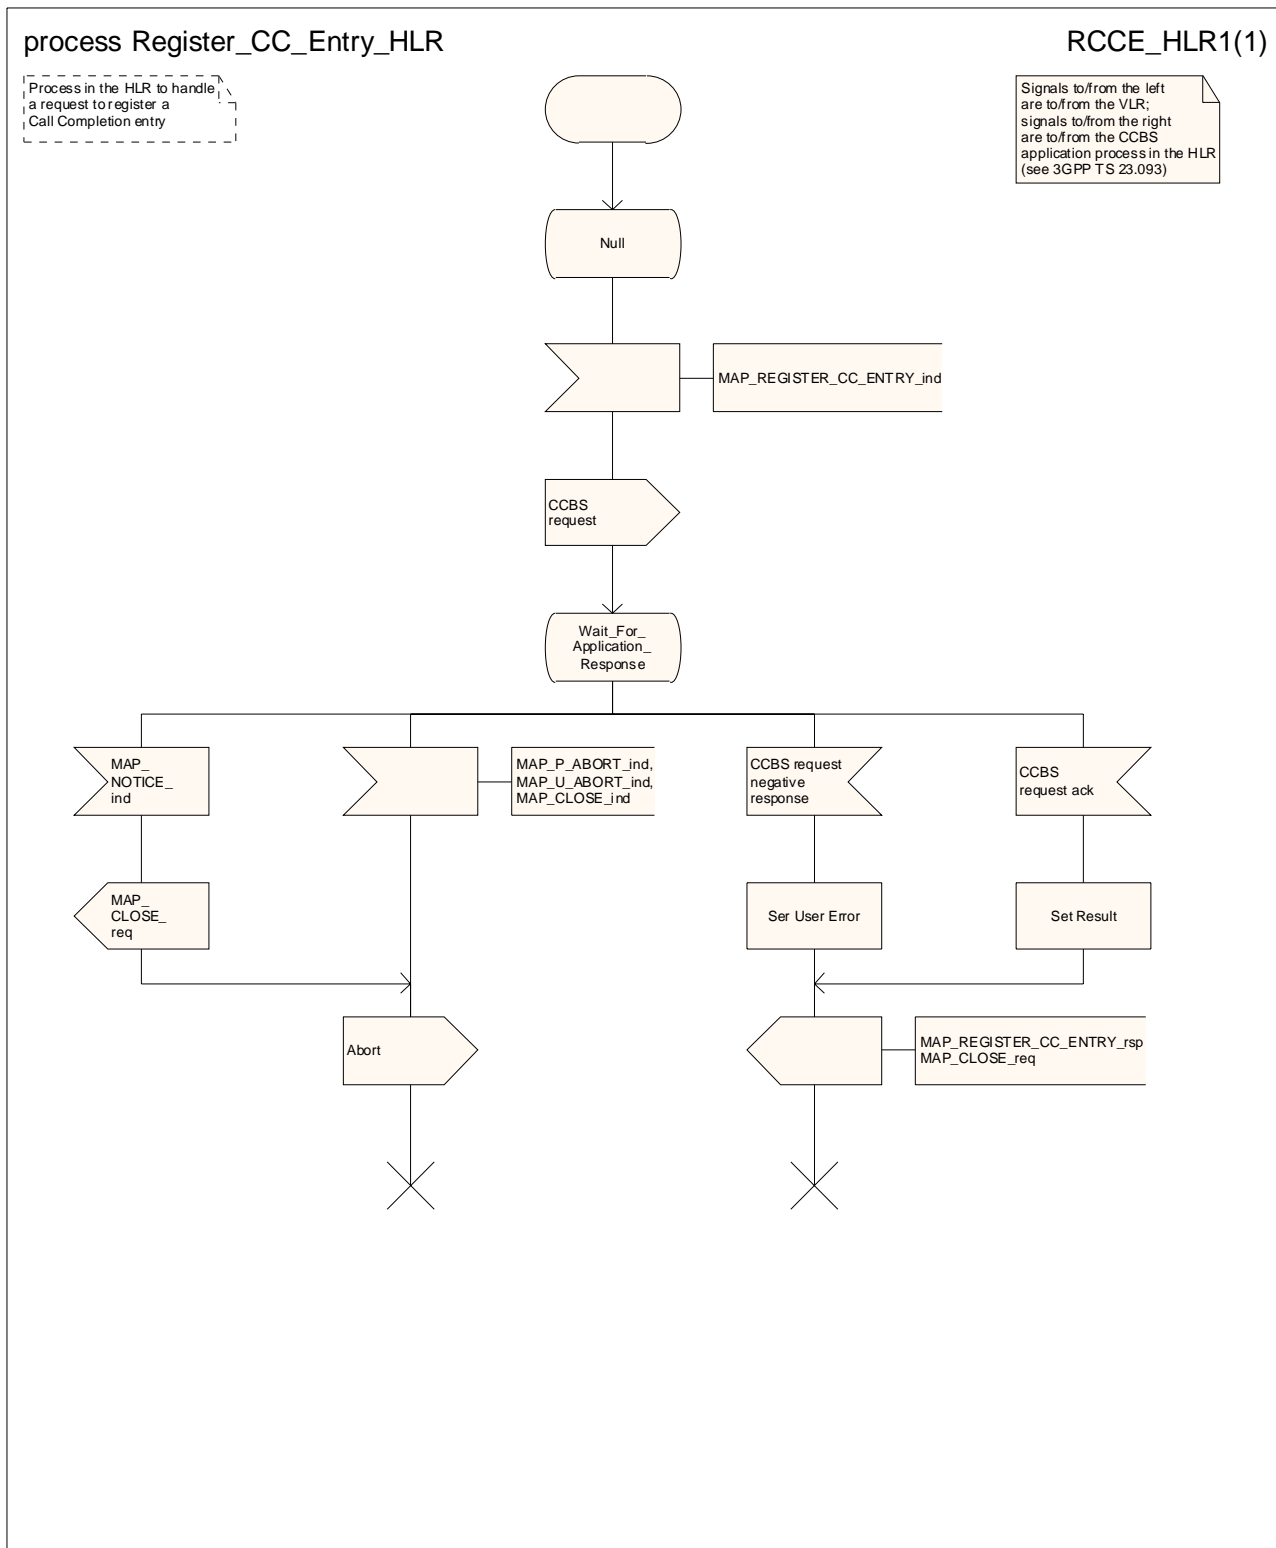 process Register_CC_Entry_HLR
RCCE_HLR1(1)
Process in the HLR to handle
a request to register a
Call Completion entry
Signals to/from the left
are to/from the VLR;
signals to/from the right
are to/from the CCBS
application process in the HLR
(see 3GPP TS 23.093)
Null
MAP_REGISTER_CC_ENTRY_ind
CCBS
request
Wait_For_
Application_
Response
MAP_
NOTICE_
ind
MAP_P_ABORT_ind,
MAP_U_ABORT_ind,
MAP_CLOSE_ind
CCBS request
negative
response
CCBS
request ack
MAP_
CLOSE_
req
Ser User Error
Set Result
Abort
MAP_REGISTER_CC_ENTRY_rsp
MAP_CLOSE_req